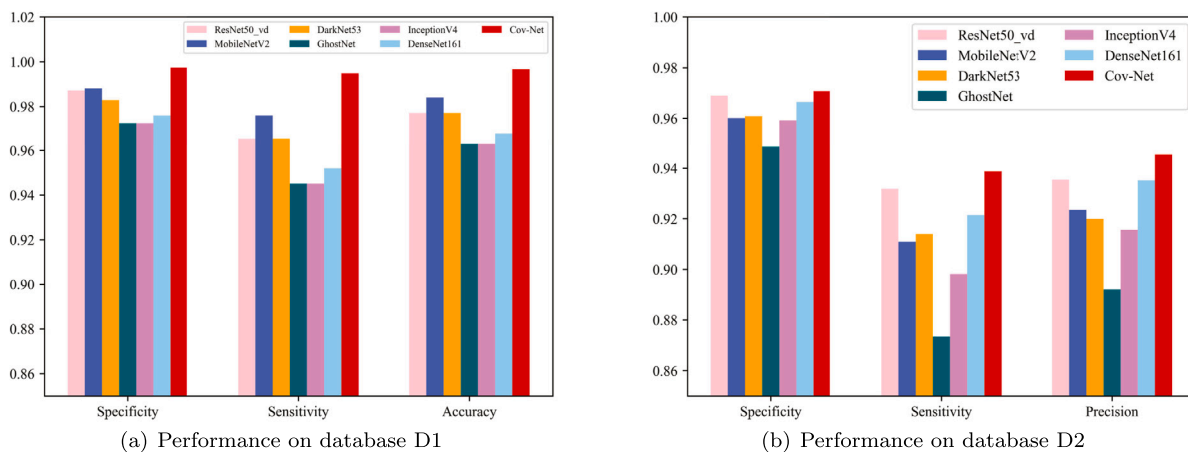 1.02
1.00
0.98
0.96
0.94
0.92
0.90
0.88
0.86
ResNet50_vd
MobileNetV2
DarkNet53
GhostNet
InceptionV4
DenseNet161
Cov-Net
Specificity
Sensitivity
Accuracy
(a) Performance on database D1
1.00
0.98
0.96
0.94
0.92
0.90
0.88
0.86
ResNet50_vd
MobileNetV2
DarkNet53
GhostNet
InceptionV4
DenseNet161
Cov-Net
Specificity
Sensitivity
Precision
(b) Performance on database D2